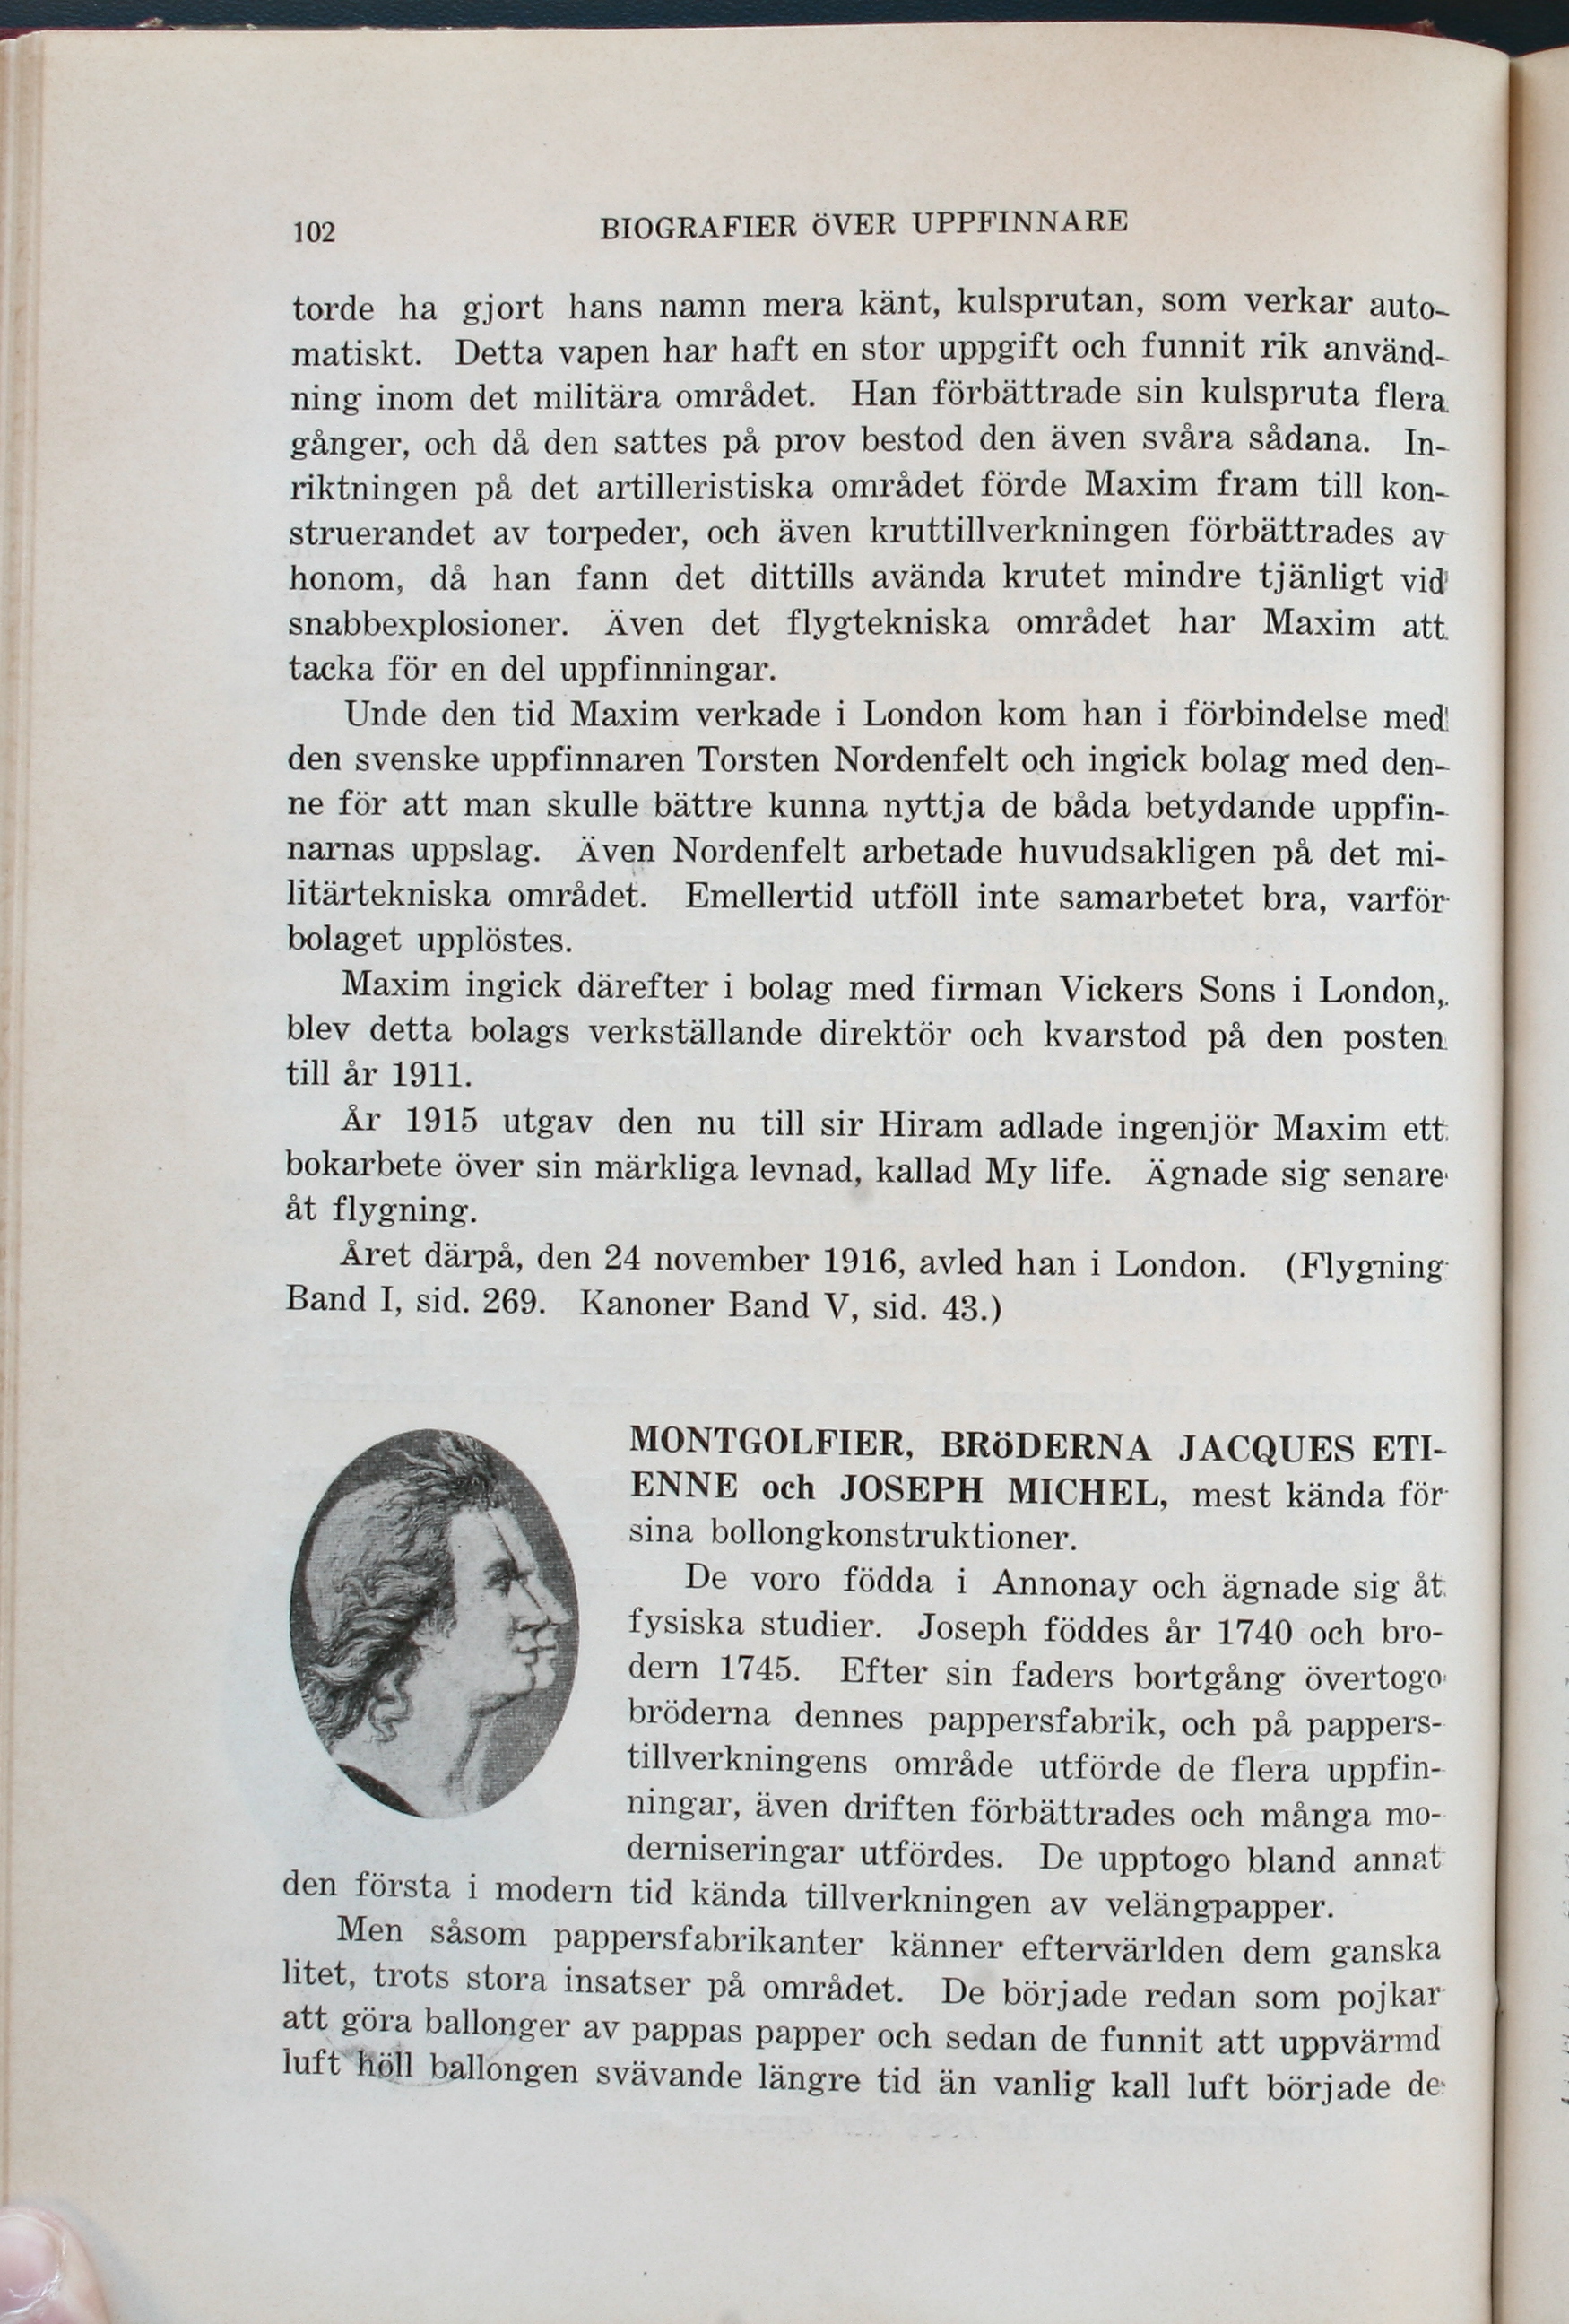 102 BIOGRAFIER ÖVER UPPFINNARE
torde ha gjort hans namn mera känt, kulsprutan, som verkar auto-
matiskt. Detta vapen har haft en stor uppgift och funnit rik använd-
ning inom det militära området. Han förbättrade sin kulspruta flera
gånger, och då den sattes på prov bestod den även svåra sådana. In-
riktningen på det artilleristiska området förde Maxim fram till kon-
struerandet av torpeder, och även kruttillverkningen förbättrades av
honom, då han fann det dittills avända krutet mindre tjänligt vid
snabbexplosioner. Även det flygtekniska området har Maxim att
tacka för en del uppfinningar.
Unde den tid Maxim verkade i London kom han i förbindelse med
den svenske uppfinnaren Torsten Nordenfelt och ingick bolag med den-
ne för att man skulle bättre kunna nyttja de båda betydande uppfin-
narnas uppslag. Även Nordenfelt arbetade huvudsakligen på det mi-
litärtekniska området. Emellertid utföll inte samarbetet bra, varför
bolaget upplöstes.
Maxim ingick därefter i bolag med firman Vickers Sons i London,
blev detta bolags verkställande direktör och kvarstod på den posten
till år 1911.
År 1915 utgav den nu till sir Hiram adlade ingenjör Maxim ett
bokarbete över sin märkliga levnad, kallad My life. Ägnade sig senare
åt flygning.
Året därpå, den 24 november 1916, avled han i London. (Flygning
Band I, sid. 269. Kanoner Band V, sid. 43.)
MONTGOLFIER, BRÖDERNA JACQUES ETI-
ENNE och JOSEPH MICHEL, mest kända för
sina bollongkonstruktioner.
De voro födda i Annonay och ägnade sig åt
fysiska studier. Joseph föddes år 1740 och bro-
dern 1745. Efter sin faders bortgång övertogo
bröderna dennes pappersfabrik, och på pappers-
tillverkningens område utförde de flera uppfin-
ningar, även driften förbättrades och många mo-
derniseringar utfördes. De upptogo bland annat
den första i modern tid kända tillverkningen av velängpapper.
Men såsom pappersfabrikanter känner eftervärlden dem ganska
litet, trots stora insatser på området. De började redan som pojkar
att göra ballonger av pappas papper och sedan de funnit att uppvärmd
luft höll ballongen svävande längre tid än vanlig kall luft började de